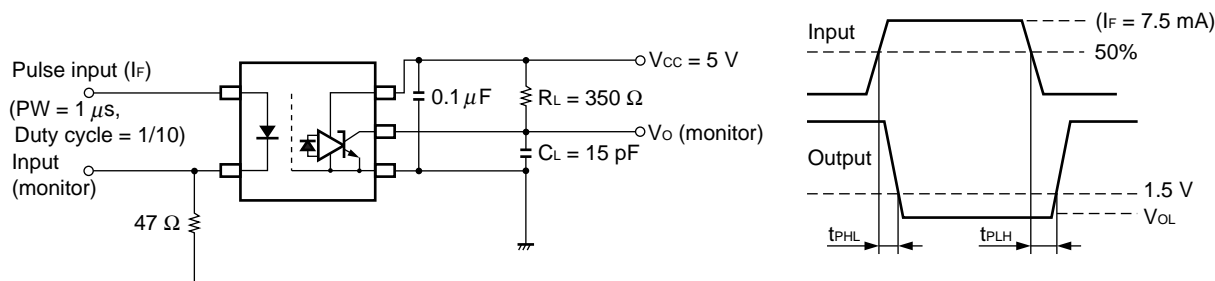 Pulse input (IF)
(PW = 1 μs,
Duty cycle = 1/10)
Input
(monitor)
47 Ω
0.1 μF
VCC = 5 V
RL = 350 Ω
VO (monitor)
CL = 15 pF
Input
(IF = 7.5 mA)
50%
Output
1.5 V
VOL
tPHL
tPLH